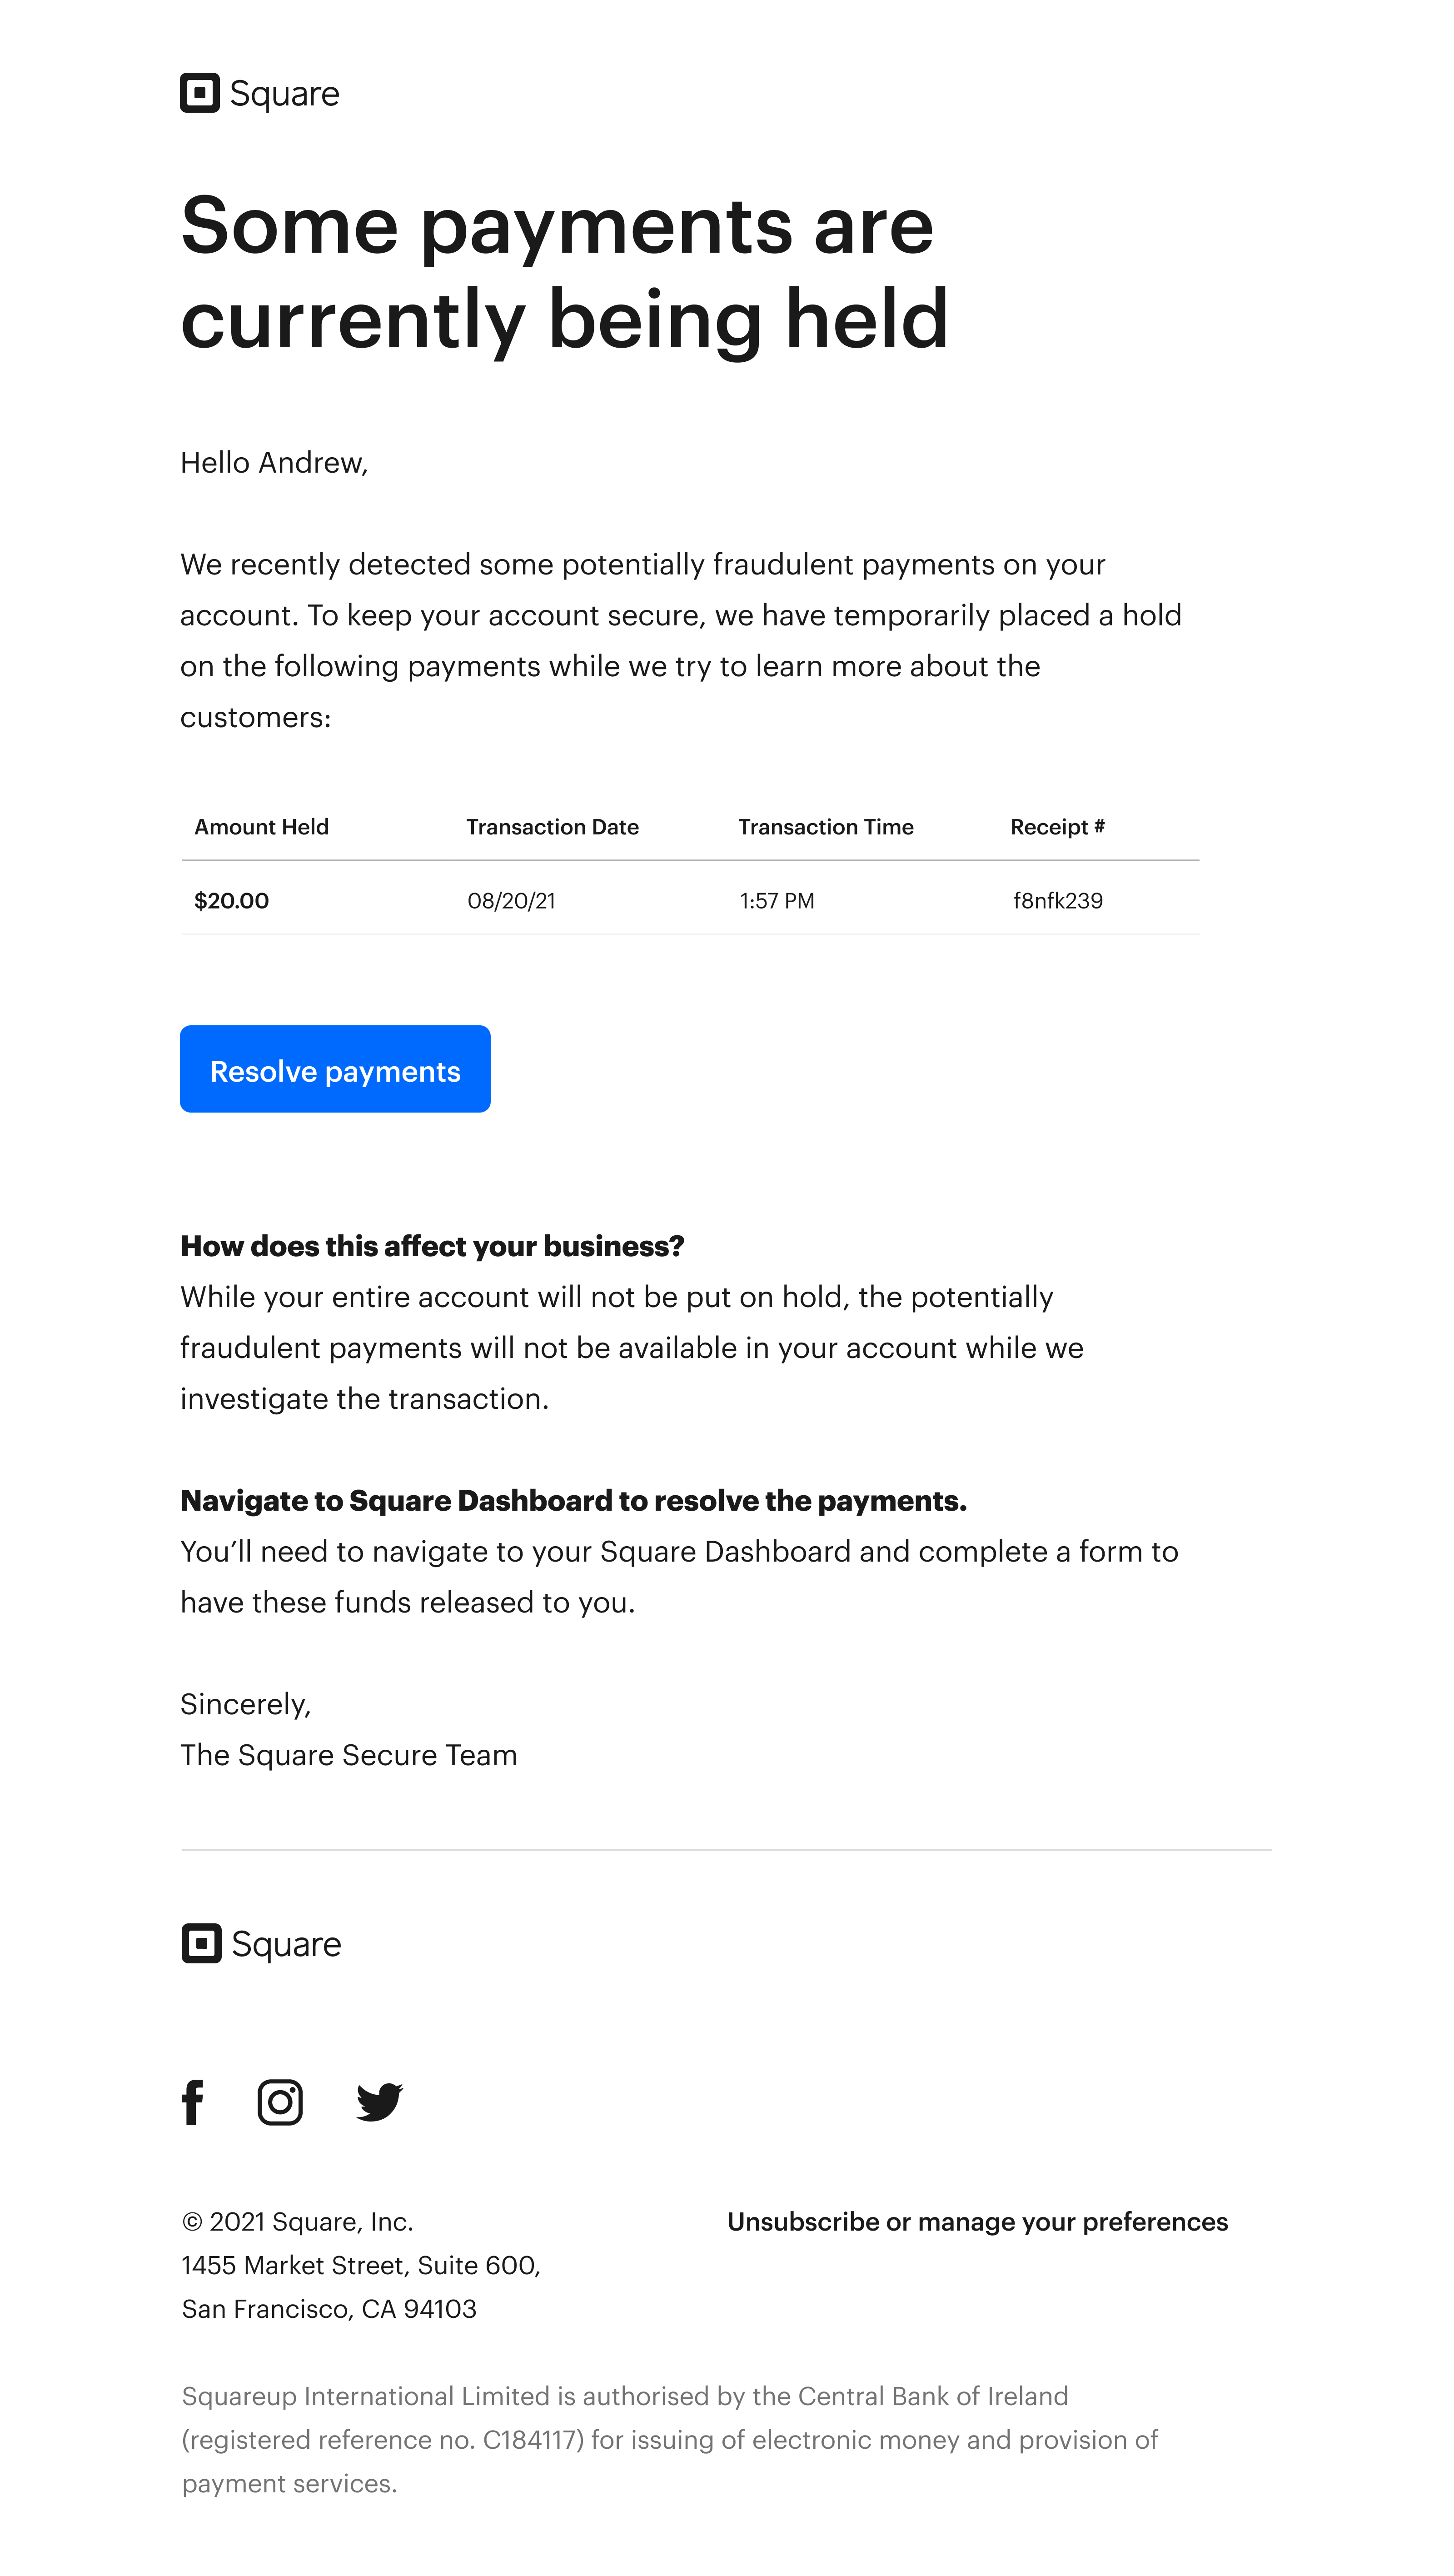 Square
Some payments are
currently being held
Hello Andrew,
We recently detected some potentially fraudulent payments on your
account. To keep your account secure, we have temporarily placed a hold
on the following payments while we try to learn more about the
customers:
Amount Held Transaction Date Transaction Time Receipt #
$20.00 08/20/21 1:57 PM f8nfk239
Resolve payments
How does this affect your business?
While your entire account will not be put on hold, the potentially
fraudulent payments will not be available in your account while we
investigate the transaction.
Navigate to Square Dashboard to resolve the payments.
You’ll need to navigate to your Square Dashboard and complete a form to
have these funds released to you.
Sincerely,
The Square Secure Team
Square
© 2021 Square, Inc. Unsubscribe or manage your preferences
1455 Market Street, Suite 600,
San Francisco, CA 94103
Squareup International Limited is authorised by the Central Bank of Ireland
(registered reference no. C184117) for issuing of electronic money and provision of
payment services.